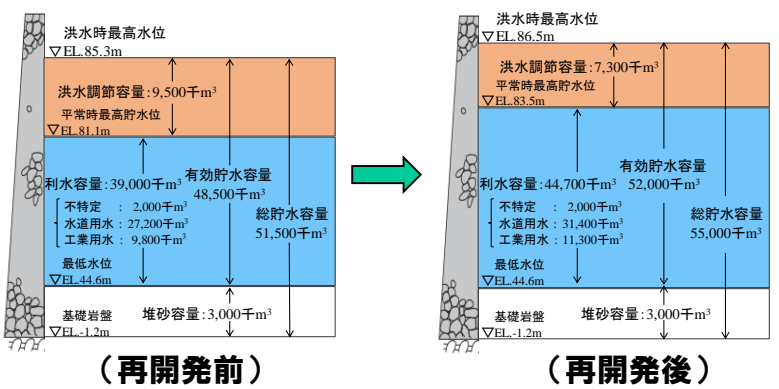 洪水時最高水位
▽EL.85.3m
洪水調節容量:9,500千m³
平常時最高貯水位
▽EL.81.1m
利水容量:39,000千m³
不特定 : 2,000千m³
水道用水 : 27,200千m³
工業用水 : 9,800千m³
有効貯水容量
48,500千m³
総貯水容量
51,500千m³
最低水位
▽EL.44.6m
基礎岩盤
▽EL.-1.2m
堆砂容量:3,000千m³
(再開発前)
洪水時最高水位
▽EL.86.5m
洪水調節容量:7,300千m³
平常時最高貯水位
▽EL.83.5m
有効貯水容量
52,000千m³
利水容量:44,700千m³
不特定 : 2,000千m³
水道用水 : 31,400千m³
工業用水 : 11,300千m³
総貯水容量
55,000千m³
最低水位
▽EL.44.6m
基礎岩盤
▽EL.-1.2m
堆砂容量:3,000千m³
(再開発後)